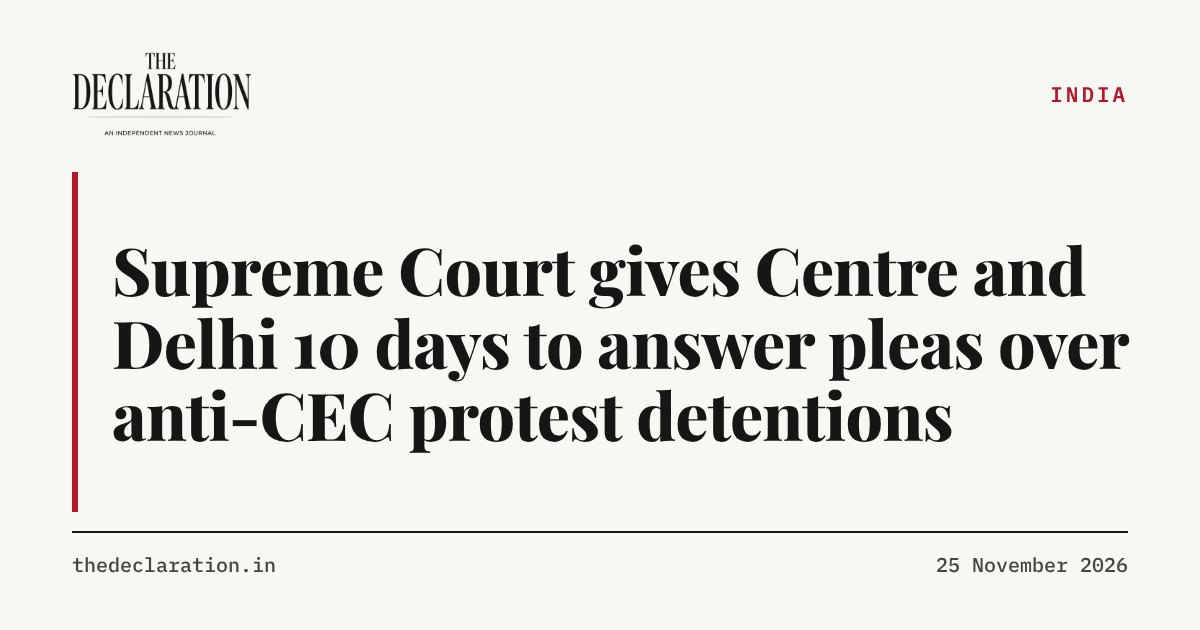 THE
DECLARATION
AN INDEPENDENT NEWS JOURNAL
INDIA
Supreme Court gives Centre and
Delhi 10 days to answer pleas over
anti-CEC protest detentions
thedeclaration.in
25 November 2026